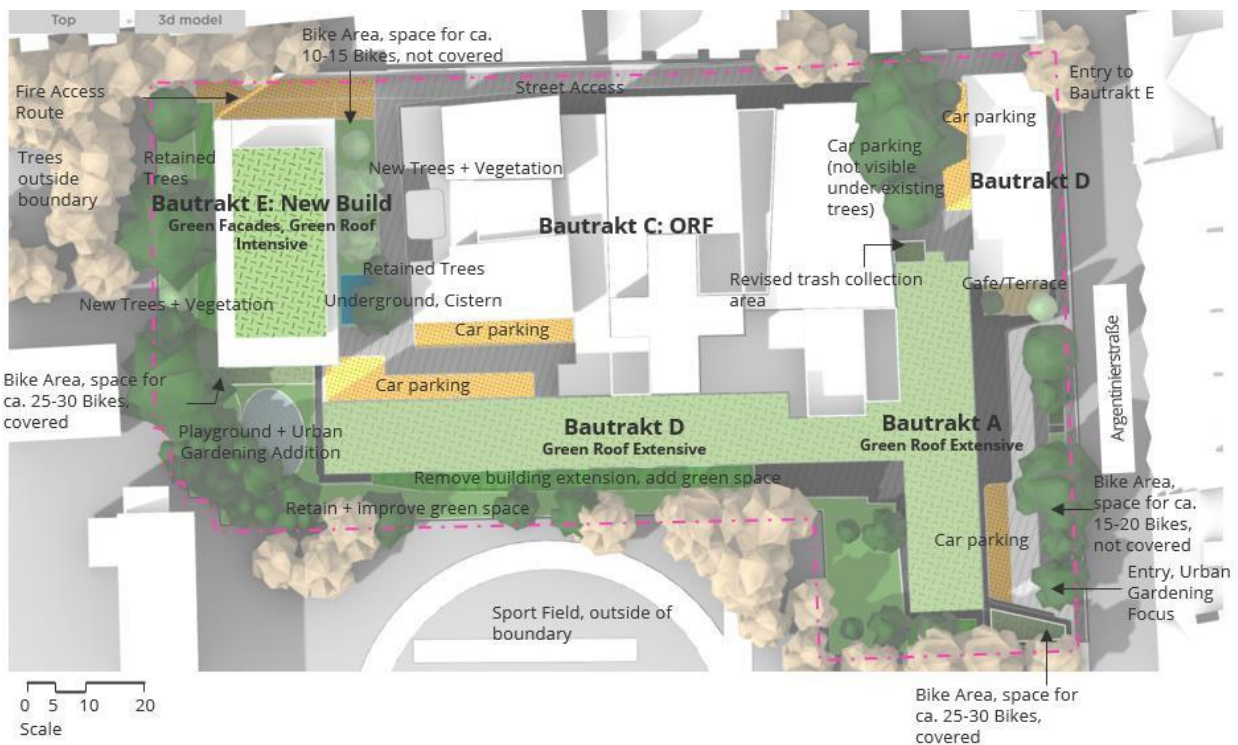 Top
3d model
Bike Area, space for ca.
10-15 Bikes, not covered
Fire Access
Route
Street Access
Entry to
Bautrakt E
Car parking
Trees
outside
boundary
Retained
Trees
New Trees + Vegetation
Car parking
(not visible
under existing
trees)
Bautrakt D
Bautrakt E: New Build
Green Facades, Green Roof
Intensive
Bautrakt C: ORF
Retained Trees
Revised trash collection
area
Cafe/Terrace
New Trees + Vegetation
Underground, Cistern
Car parking
Argentinierstraße
Bike Area, space for
ca. 25-30 Bikes,
covered
Car parking
Playground + Urban
Gardening Addition
Bautrakt D
Green Roof Extensive
Bautrakt A
Green Roof Extensive
Remove building extension, add green space
Retain + improve green space
Bike Area,
space for ca.
15-20 Bikes,
not covered
Car parking
Entry, Urban
Gardening
Focus
Sport Field, outside of
boundary
0 5 10 20
Scale
Bike Area, space for
ca. 25-30 Bikes,
covered